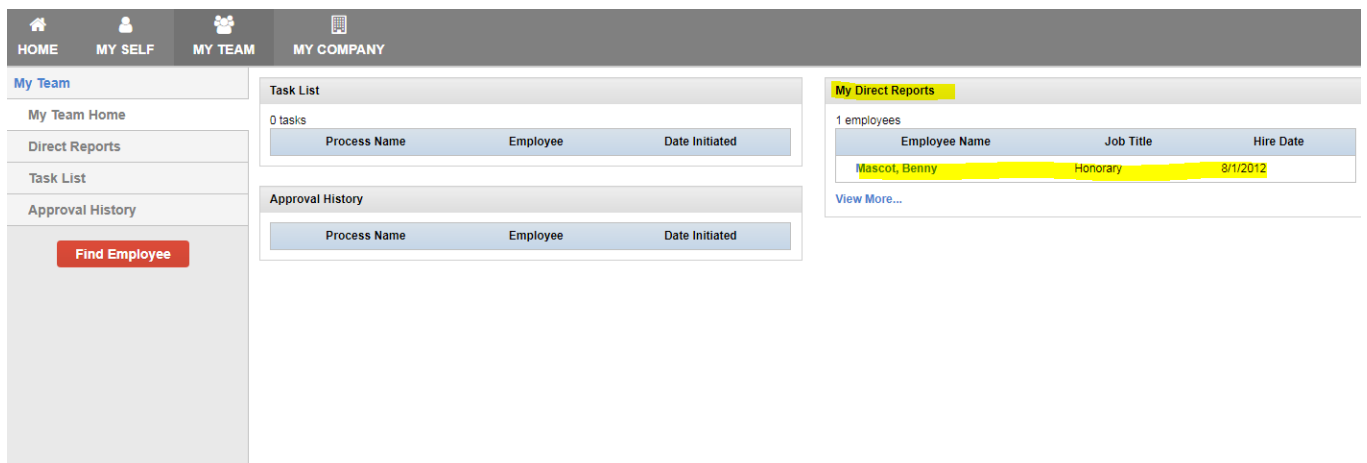 HOME MY SELF MY TEAM MY COMPANY
My Team
My Team Home
Direct Reports
Task List
Approval History
Find Employee
Task List
0 tasks
Process Name Employee Date Initiated
Approval History
Process Name Employee Date Initiated
My Direct Reports
1 employees
Employee Name Job Title Hire Date
Mascot, Benny Honorary 8/1/2012
View More...